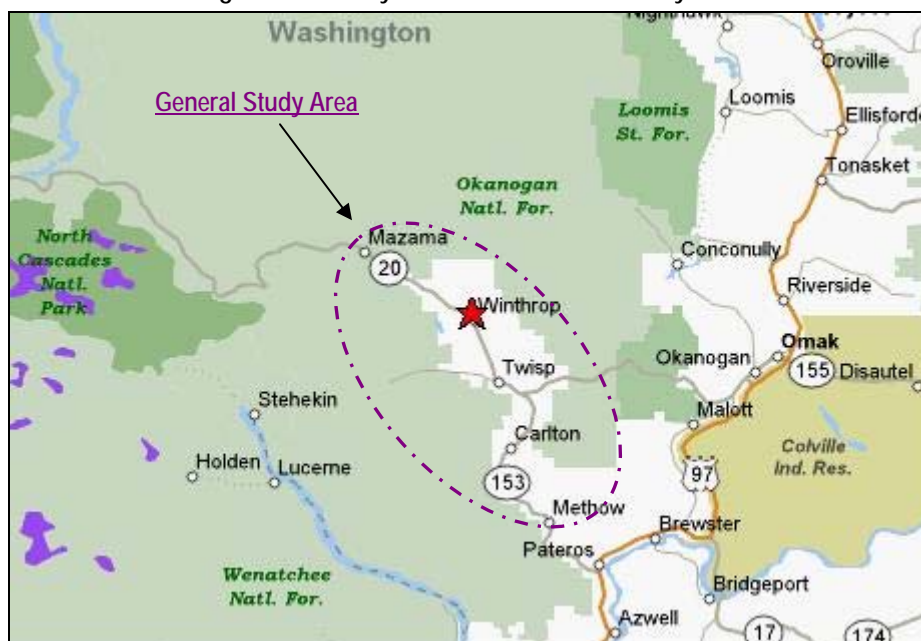 Washington
General Study Area
Oroville
Loomis
Loomis
St. For.
Ellisforde
Tonasket
Okanogan
Natl. For.
North
Cascades
Natl.
Park
Mazama
20
Conconully
Winthrop
Riverside
Omak
Okanogan
155
Disautel
Twisp
Stehekin
Malott
Carlton
Colville
Ind. Res.
Holden
Lucerne
153
97
Methow
Brewster
Pateros
Wenatchee
Natl. For.
Bridgeport
Azwell
17
174